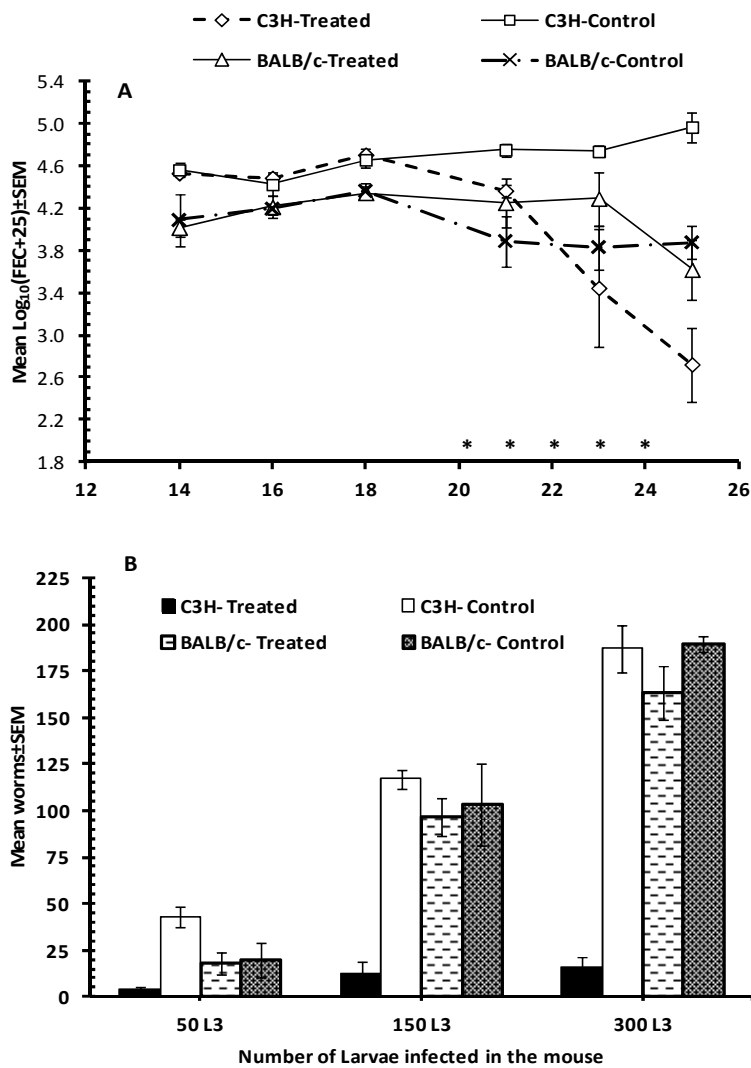 C3H-Treated C3H-Control
BALB/c-Treated BALB/c-Control
A
5.4
5.0
4.6
4.2
3.8
3.4
3.0
2.6
2.2
1.8
Mean Log10(FEC+25)±SEM
* * * * *
12 14 16 18 20 22 24 26
B
C3H- Treated C3H- Control
BALB/c- Treated BALB/c- Control
225
200
175
150
125
100
75
50
25
0
Mean worms±SEM
50 L3 150 L3 300 L3
Number of Larvae infected in the mouse